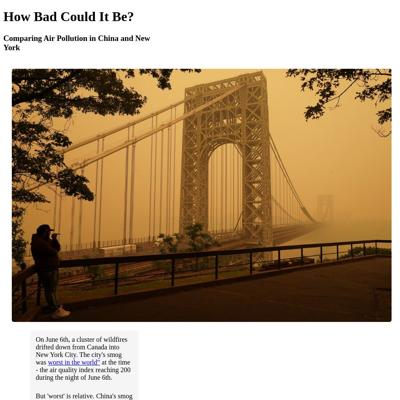 How Bad Could It Be?
Comparing Air Pollution in China and New
York
On June 6th, a cluster of wildfires
drifted down from Canada into
New York City. The city's smog
was worst in the world" at the time
- the air quality index reaching 200
during the night of June 6th.
But 'worst' is relative. China's smog